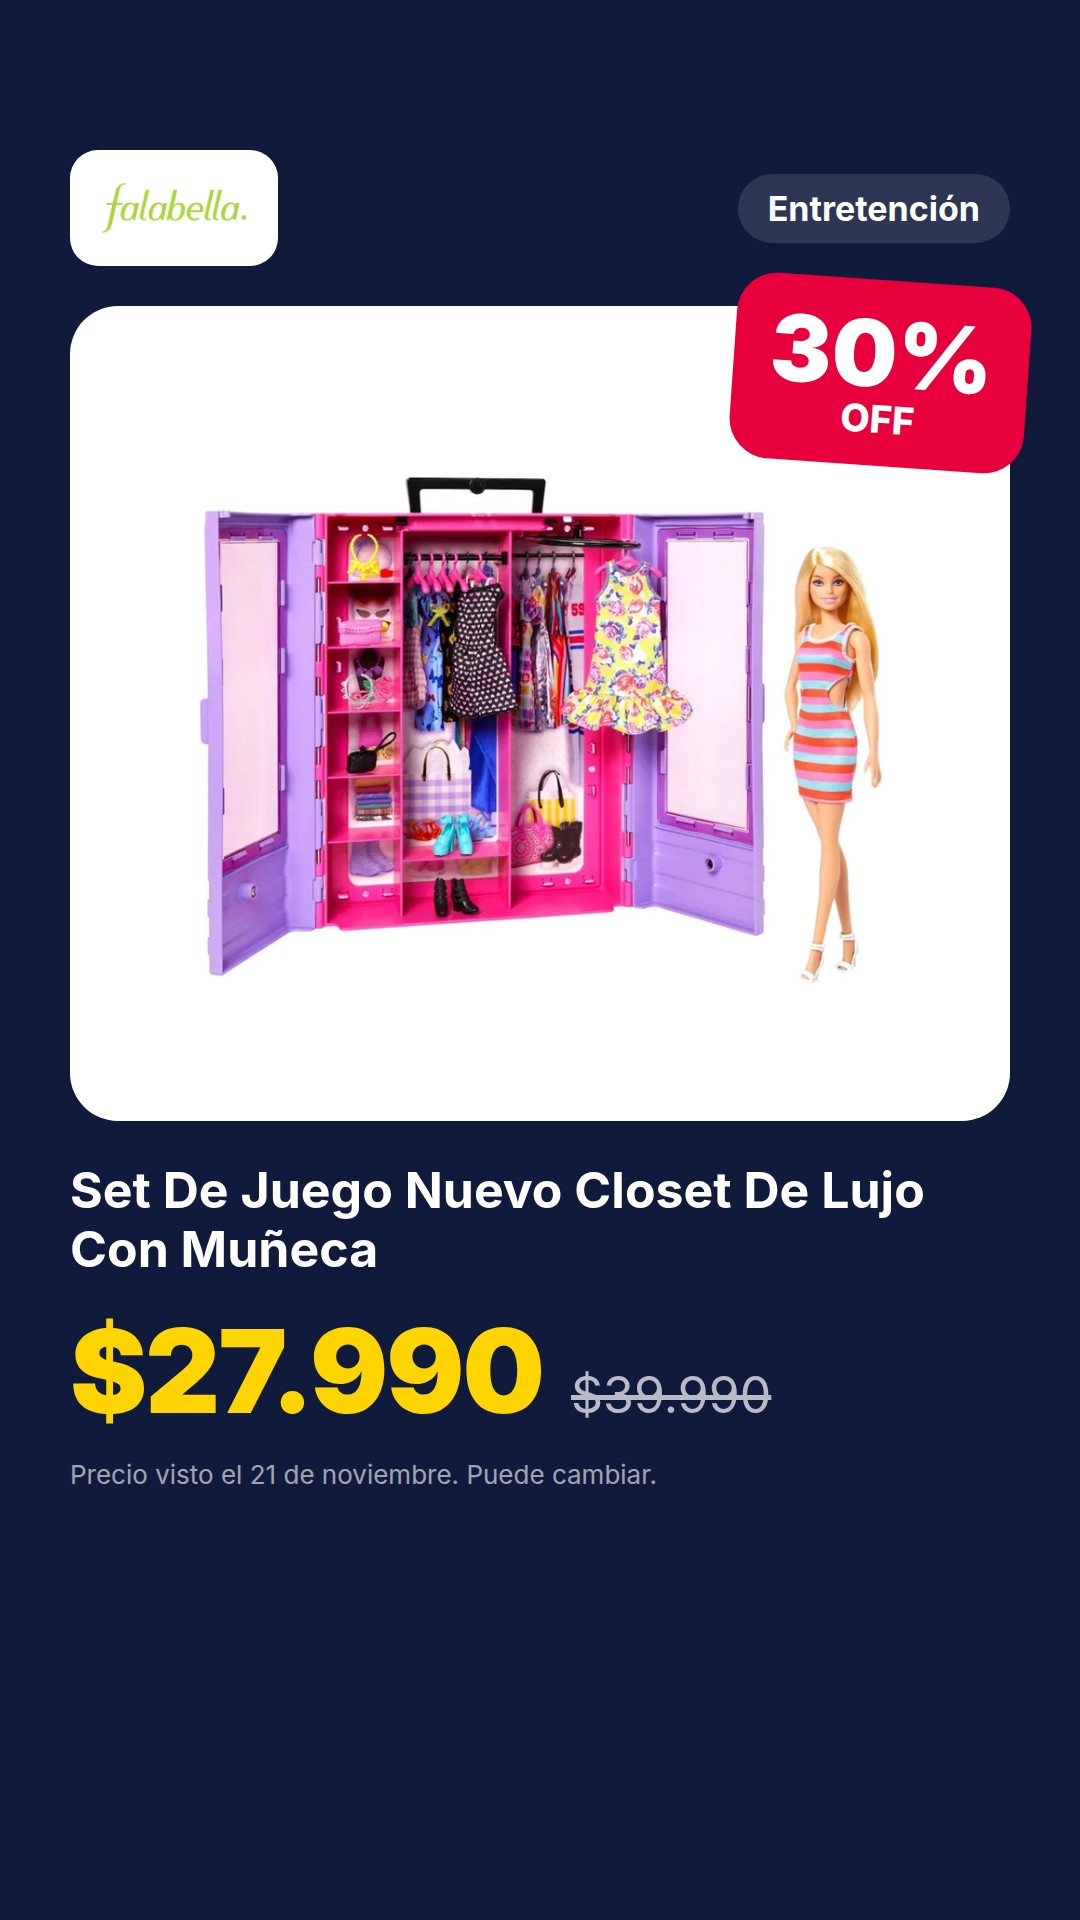 falabella.
Entretención
30%
OFF
59
Set De Juego Nuevo Closet De Lujo
Con Muñeca
$27.990 $39.990
Precio visto el 21 de noviembre. Puede cambiar.